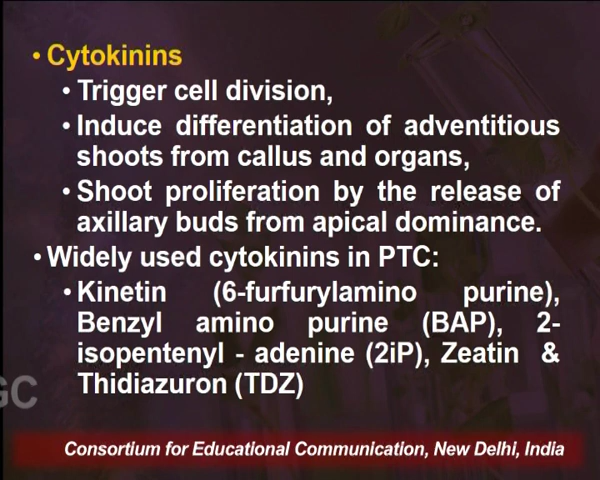 • Cytokinins
• Trigger cell division,
• Induce differentiation of adventitious
shoots from callus and organs,
• Shoot proliferation by the release of
axillary buds from apical dominance.
• Widely used cytokinins in PTC:
• Kinetin (6-furfurylamino purine),
Benzyl amino purine (BAP), 2-
isopentenyl - adenine (2iP), Zeatin &
Thidiazuron (TDZ)
GC
Consortium for Educational Communication, New Delhi, India